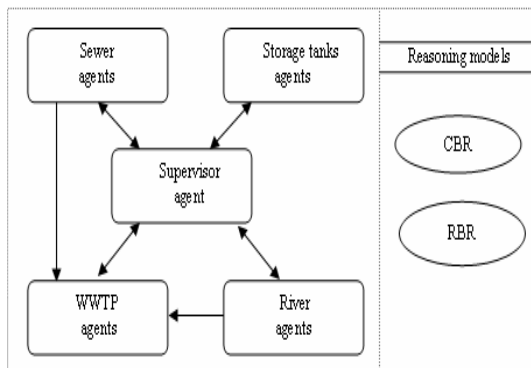 Sewer
agents
Storage tanks
agents
Reasoning models
CBR
Supervisor
agent
RBR
WWTP
agents
River
agents